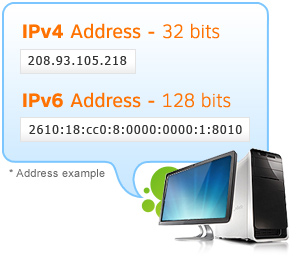 IPv4 Address - 32 bits
208.93.105.218
IPv6 Address - 128 bits
2610:18:cc0:8:0000:0000:1:8010
* Address example